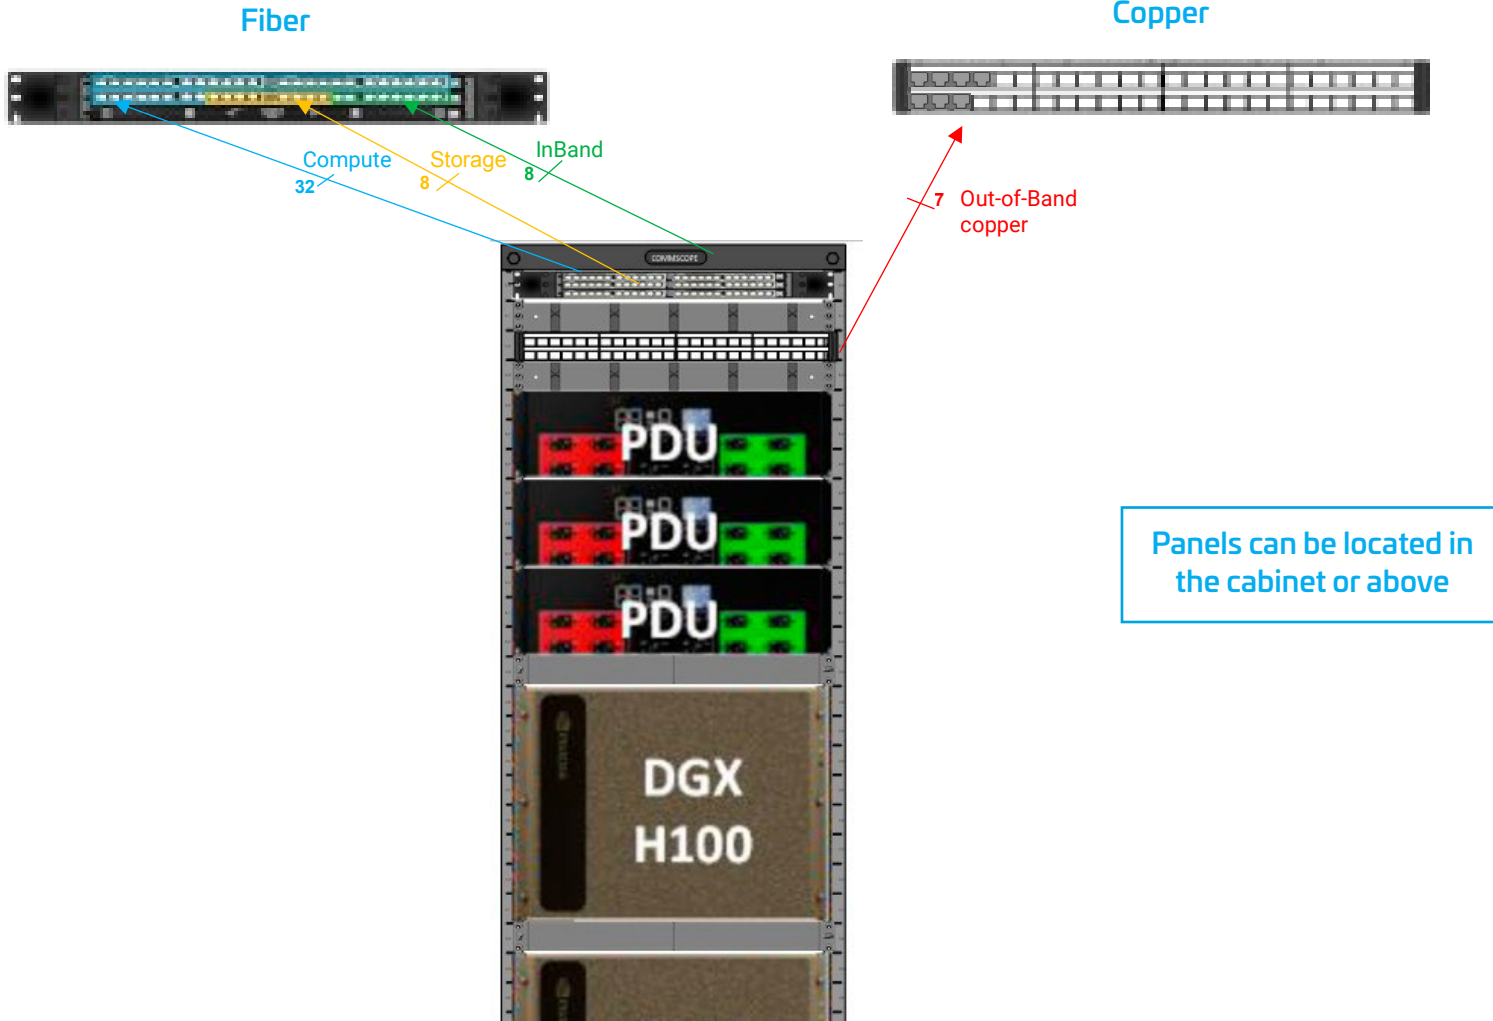 Fiber
Copper
Compute
32
Storage
8
InBand
8
7 Out-of-Band
copper
COMMSCOPE
PDU
PDU
PDU
Panels can be located in
the cabinet or above
DGX
H100